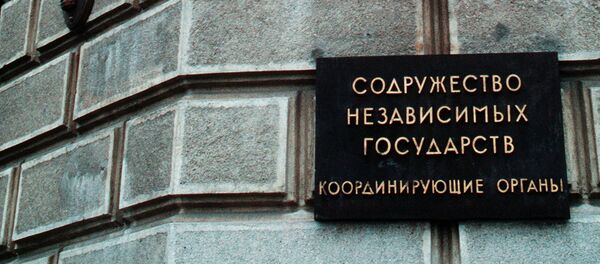 СОДРУЖЕСТВО
НЕЗАВИСИМЫХ
ГОСУДАРСТВ
КООРДИНИРУЮЩИЕ ОРГАНЫ